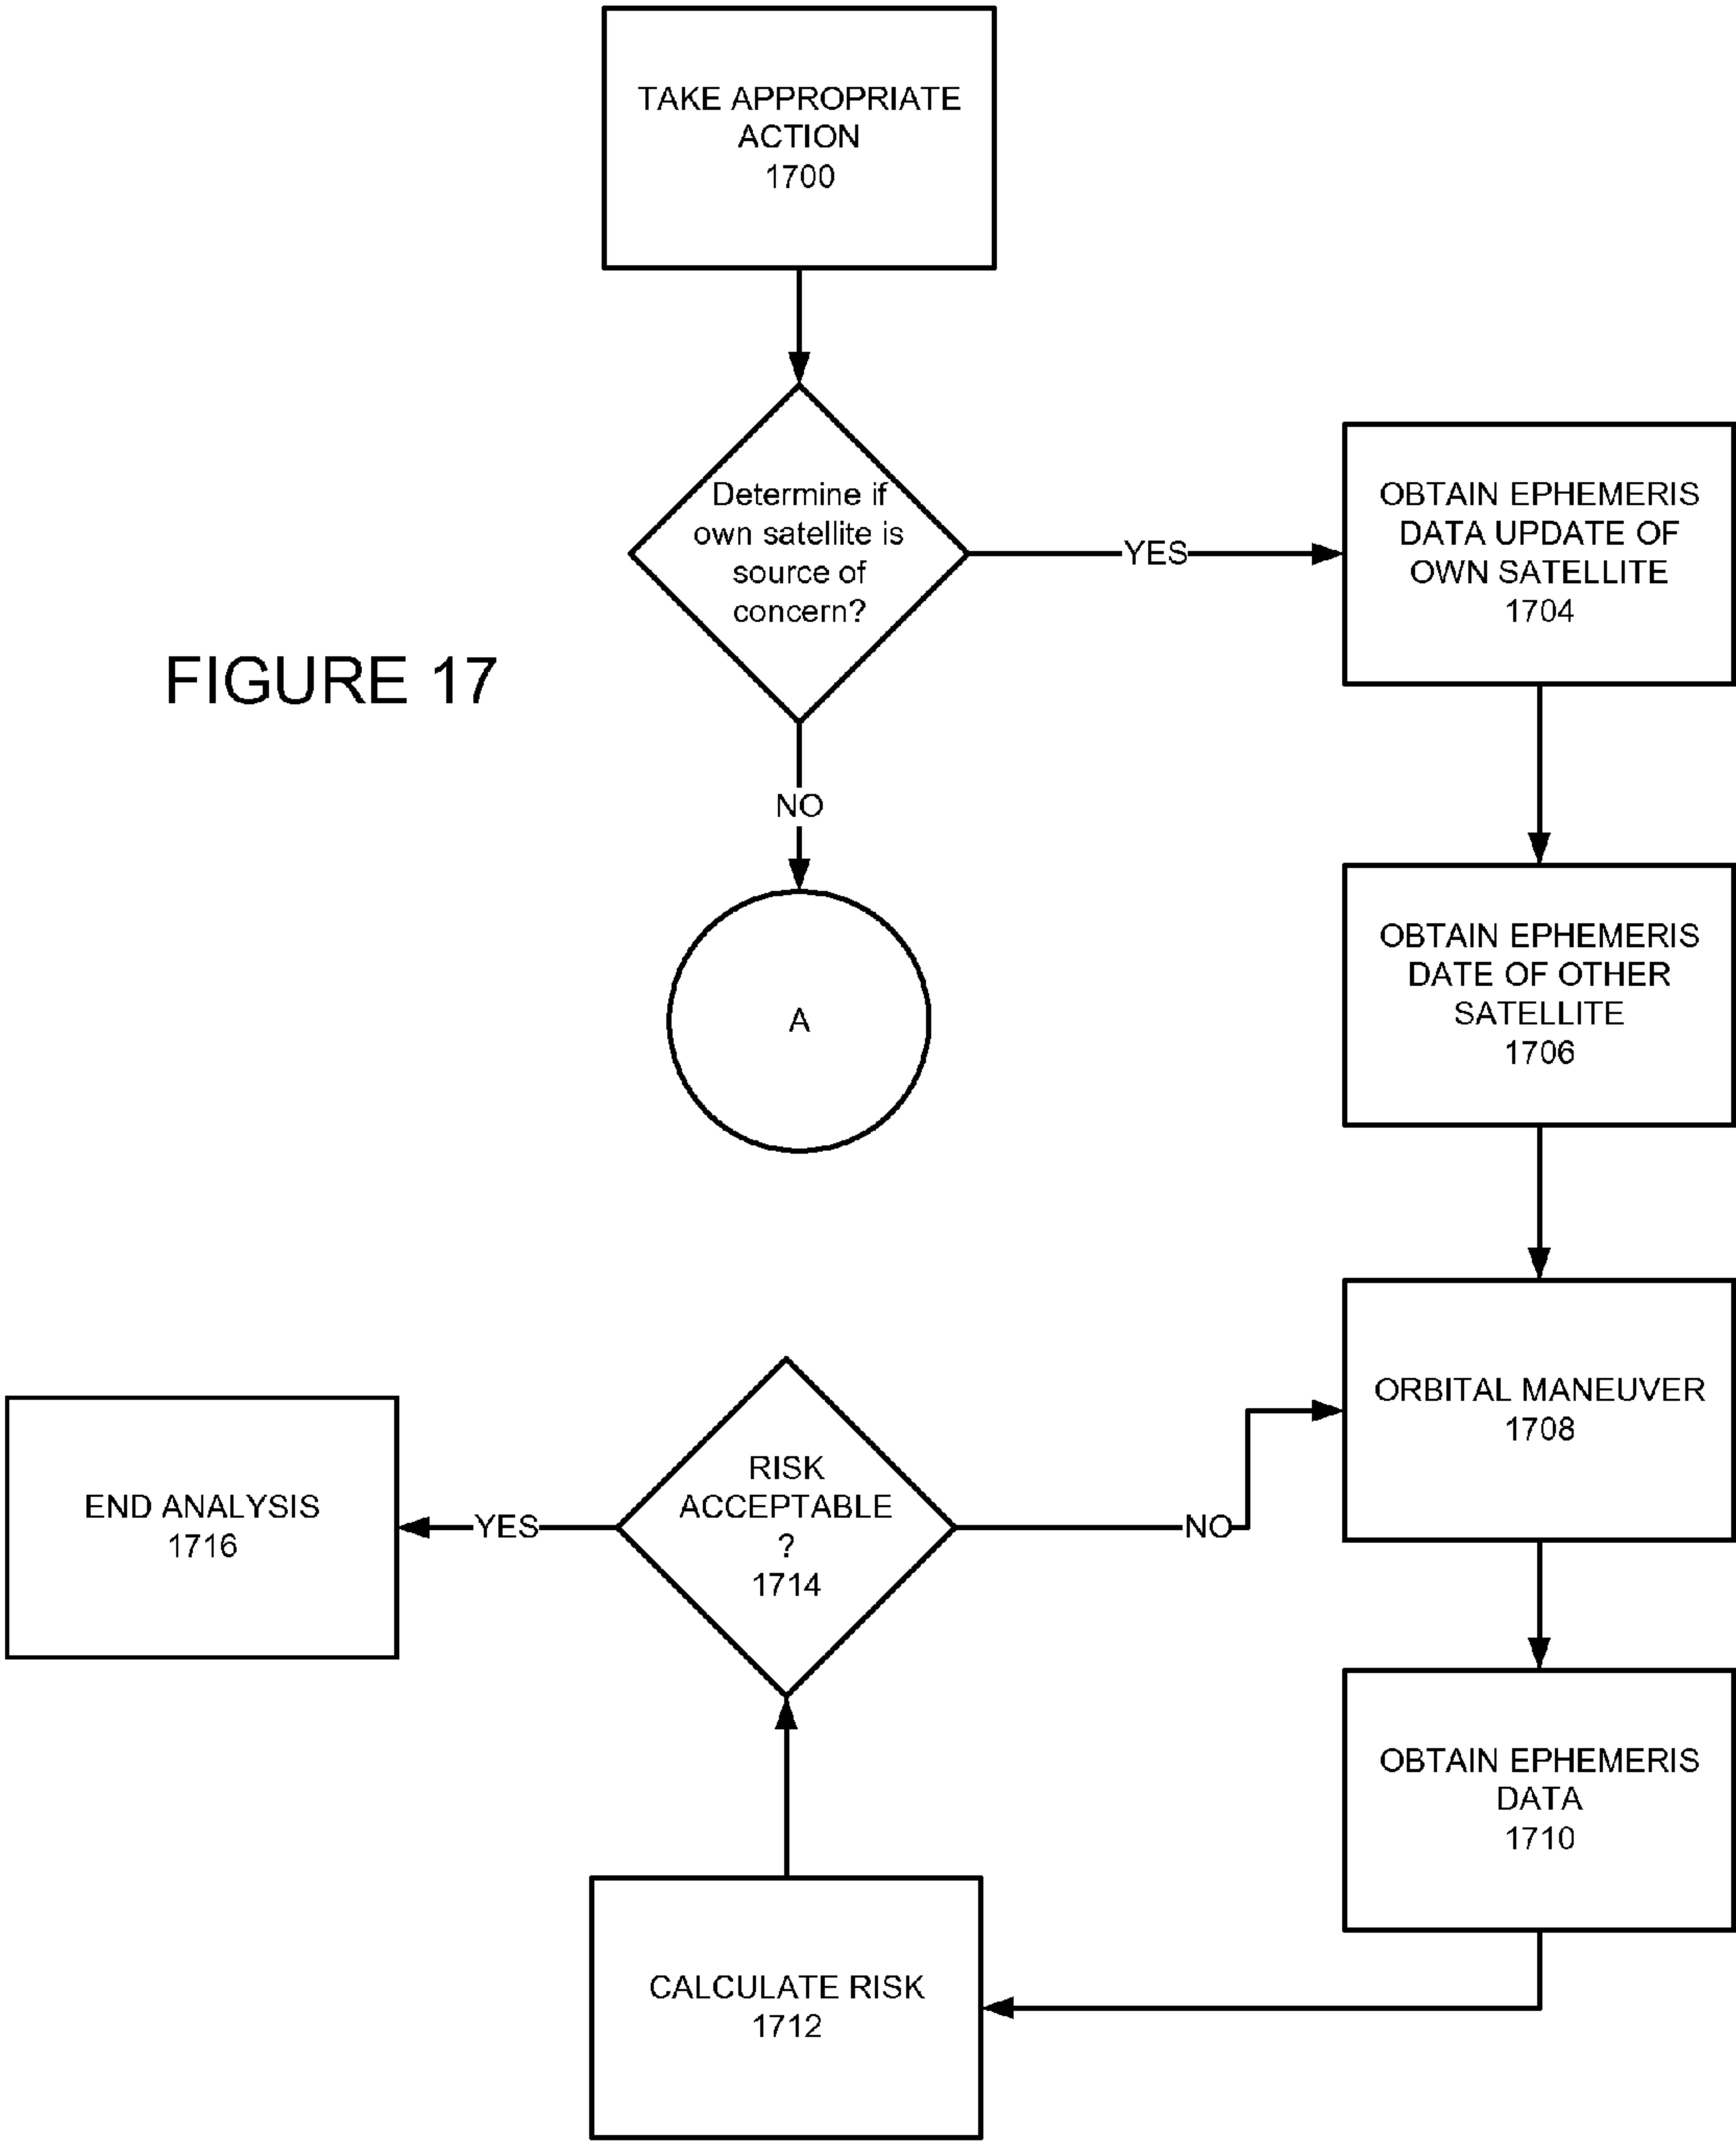 TAKE APPROPRIATE
ACTION
1700
Determine if
own satellite is
source of
concern?
YES
OBTAIN EPHEMERIS
DATA UPDATE OF
OWN SATELLITE
1704
FIGURE 17
NO
A
OBTAIN EPHEMERIS
DATE OF OTHER
SATELLITE
1706
ORBITAL MANEUVER
1708
RISK
ACCEPTABLE
?
1714
NO
YES
END ANALYSIS
1716
OBTAIN EPHEMERIS
DATA
1710
CALCULATE RISK
1712